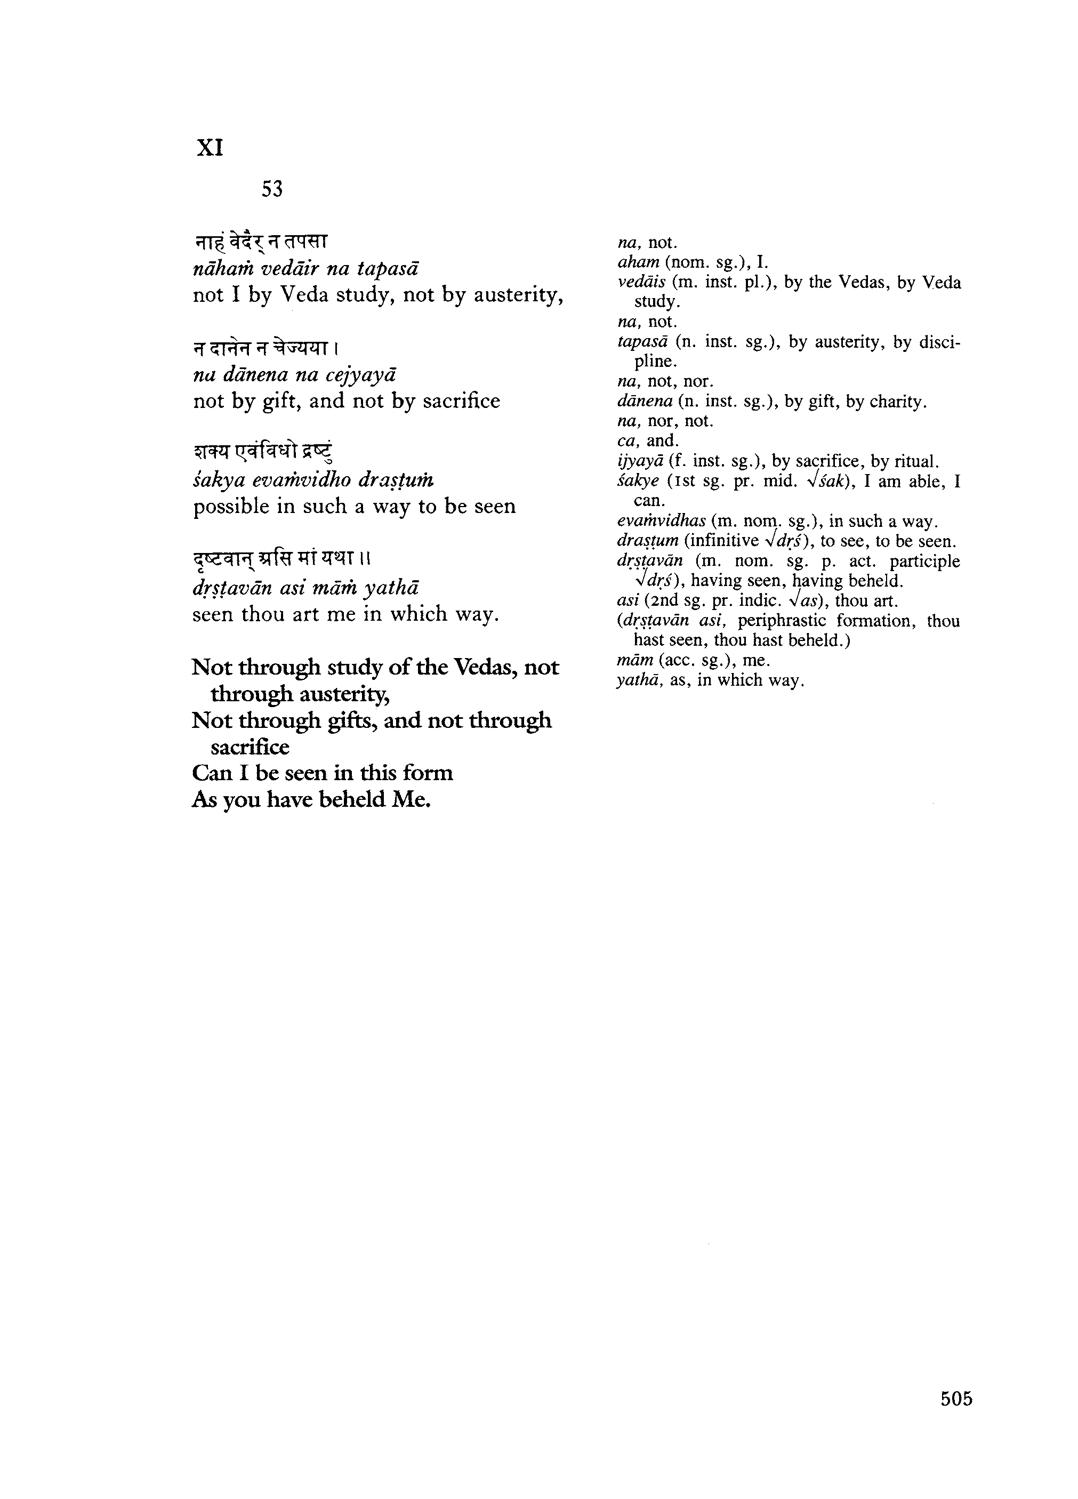 XI
53
नाहं वेदैर् न तपसा
nāhaṁ vedāir na tapasā
not I by Veda study, not by austerity,
न दानेन न चेज्यया ।
na dānena na cejyayā
not by gift, and not by sacrifice
शक्य एवंविधो द्रष्टुं
śakya evaṁvidho draṣṭuṁ
possible in such a way to be seen
दृष्टवान् असि मां यथा ॥
dṛṣṭavān asi māṁ yathā
seen thou art me in which way.
Not through study of the Vedas, not
through austerity,
Not through gifts, and not through
sacrifice
Can I be seen in this form
As you have beheld Me.
na, not.
aham (nom. sg.), I.
vedāis (m. inst. pl.), by the Vedas, by Veda
study.
na, not.
tapasā (n. inst. sg.), by austerity, by disci-
pline.
na, not, nor.
dānena (n. inst. sg.), by gift, by charity.
na, nor, not.
ca, and.
ijyayā (f. inst. sg.), by sacrifice, by ritual.
śakye (1st sg. pr. mid. √śak), I am able, I
can.
evaṁvidhas (m. nom. sg.), in such a way.
draṣṭum (infinitive √dṛś), to see, to be seen.
dṛṣṭavān (m. nom. sg. p. act. participle
√dṛś), having seen, having beheld.
asi (2nd sg. pr. indic. √as), thou art.
(dṛṣṭavān asi, periphrastic formation, thou
hast seen, thou hast beheld.)
mām (acc. sg.), me.
yathā, as, in which way.
505